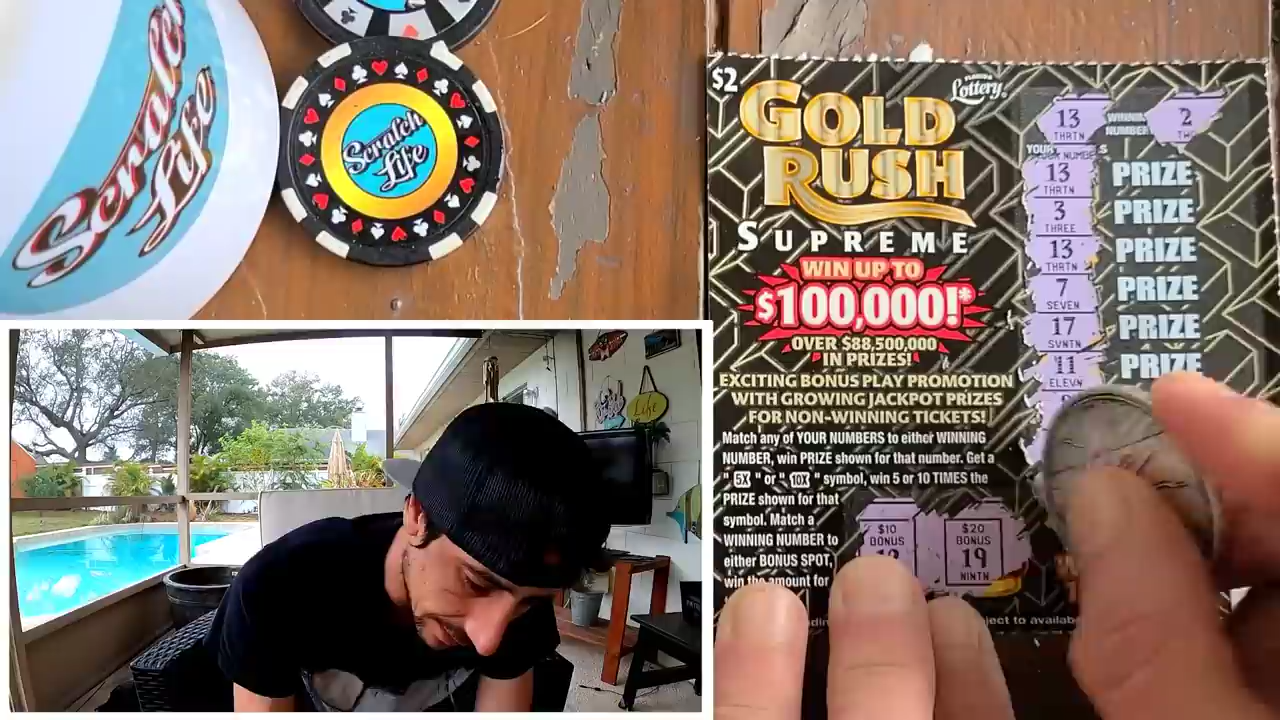 Scratch
Life
Scratch
Life
$2
FLORIDA
Lottery
GOLD
RUSH
SUPREME
WIN UP TO
$100,000!*
OVER $88,500,000
IN PRIZES!
EXCITING BONUS PLAY PROMOTION
WITH GROWING JACKPOT PRIZES
FOR NON-WINNING TICKETS!
Match any of YOUR NUMBERS to either WINNING
NUMBER, win PRIZE shown for that number. Get a
" 5X " or " 10X " symbol, win 5 or 10 TIMES the
PRIZE shown for that
symbol. Match a
WINNING NUMBER to
either BONUS SPOT,
win the amount for
$10
BONUS
$20
BONUS
19
NINTN
13
THRTN
2
13
THRTN
PRIZE
3
THREE
PRIZE
13
THRTN
PRIZE
7
SEVEN
PRIZE
17
SVNTN
PRIZE
11
ELEVN
PRIZE
Life